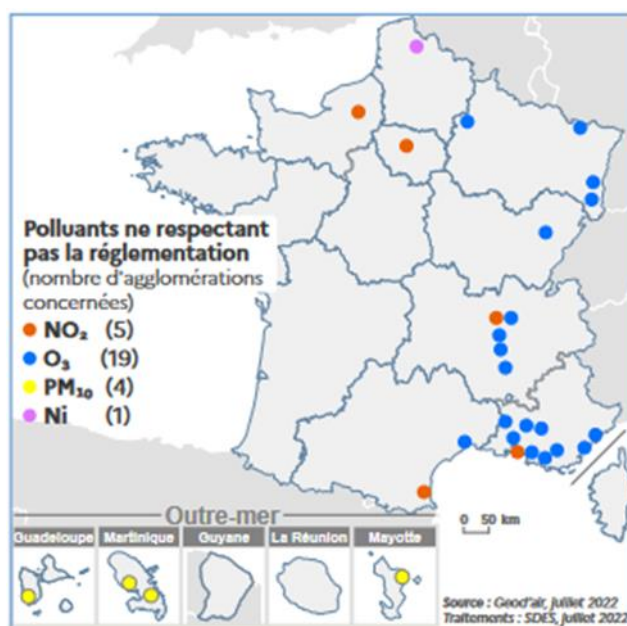 Polluants ne respectant
pas la réglementation
(nombre d'agglomérations
concernées)
NO₂ (5)
O₃ (19)
PM₁₀ (4)
Ni (1)
Outre-mer
Guadeloupe Martinique Guyane La Réunion Mayotte
0 50 km
Source : Geod'air, juillet 2022
Traitements : SDES, juillet 2022